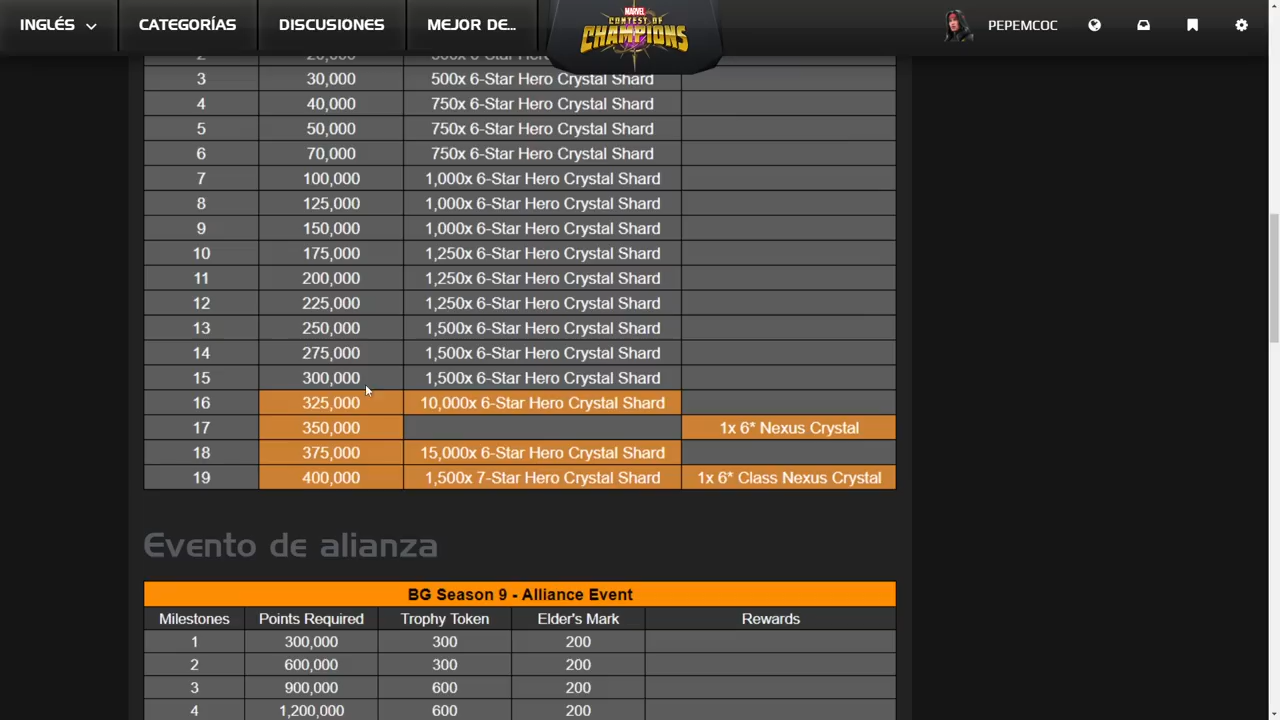 INGLÉS CATEGORÍAS DISCUSIONES MEJOR DE... MARVEL CONTEST OF CHAMPIONS PEPEMCOC
2 20,000 500x 6-Star Hero
3 30,000 500x 6-Star Hero Crystal Shard
4 40,000 750x 6-Star Hero Crystal Shard
5 50,000 750x 6-Star Hero Crystal Shard
6 70,000 750x 6-Star Hero Crystal Shard
7 100,000 1,000x 6-Star Hero Crystal Shard
8 125,000 1,000x 6-Star Hero Crystal Shard
9 150,000 1,000x 6-Star Hero Crystal Shard
10 175,000 1,250x 6-Star Hero Crystal Shard
11 200,000 1,250x 6-Star Hero Crystal Shard
12 225,000 1,250x 6-Star Hero Crystal Shard
13 250,000 1,500x 6-Star Hero Crystal Shard
14 275,000 1,500x 6-Star Hero Crystal Shard
15 300,000 1,500x 6-Star Hero Crystal Shard
16 325,000 10,000x 6-Star Hero Crystal Shard
17 350,000 1x 6* Nexus Crystal
18 375,000 15,000x 6-Star Hero Crystal Shard
19 400,000 1,500x 7-Star Hero Crystal Shard 1x 6* Class Nexus Crystal
Evento de alianza
BG Season 9 - Alliance Event
Milestones Points Required Trophy Token Elder's Mark Rewards
1 300,000 300 200
2 600,000 300 200
3 900,000 600 200
4 1,200,000 600 200